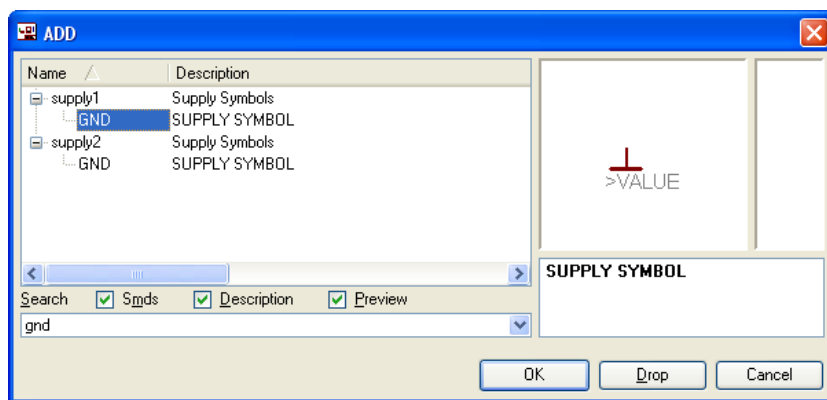 ADD
Name Description
supply1 Supply Symbols
GND SUPPLY SYMBOL
supply2 Supply Symbols
GND SUPPLY SYMBOL
>VALUE
SUPPLY SYMBOL
Search Smds Description Preview
gnd
OK Drop Cancel